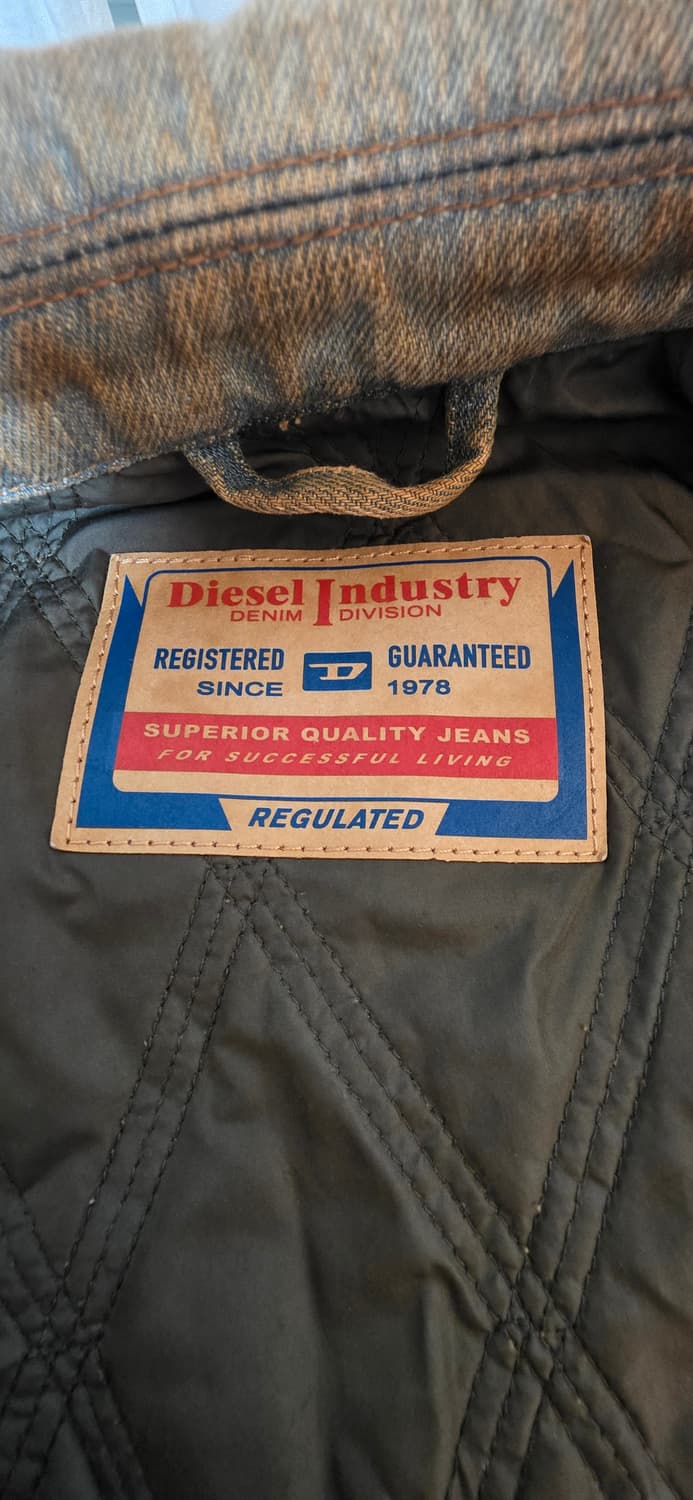 Diesel Industry
DENIM DIVISION
REGISTERED D GUARANTEED
SINCE 1978
SUPERIOR QUALITY JEANS
FOR SUCCESSFUL LIVING
REGULATED